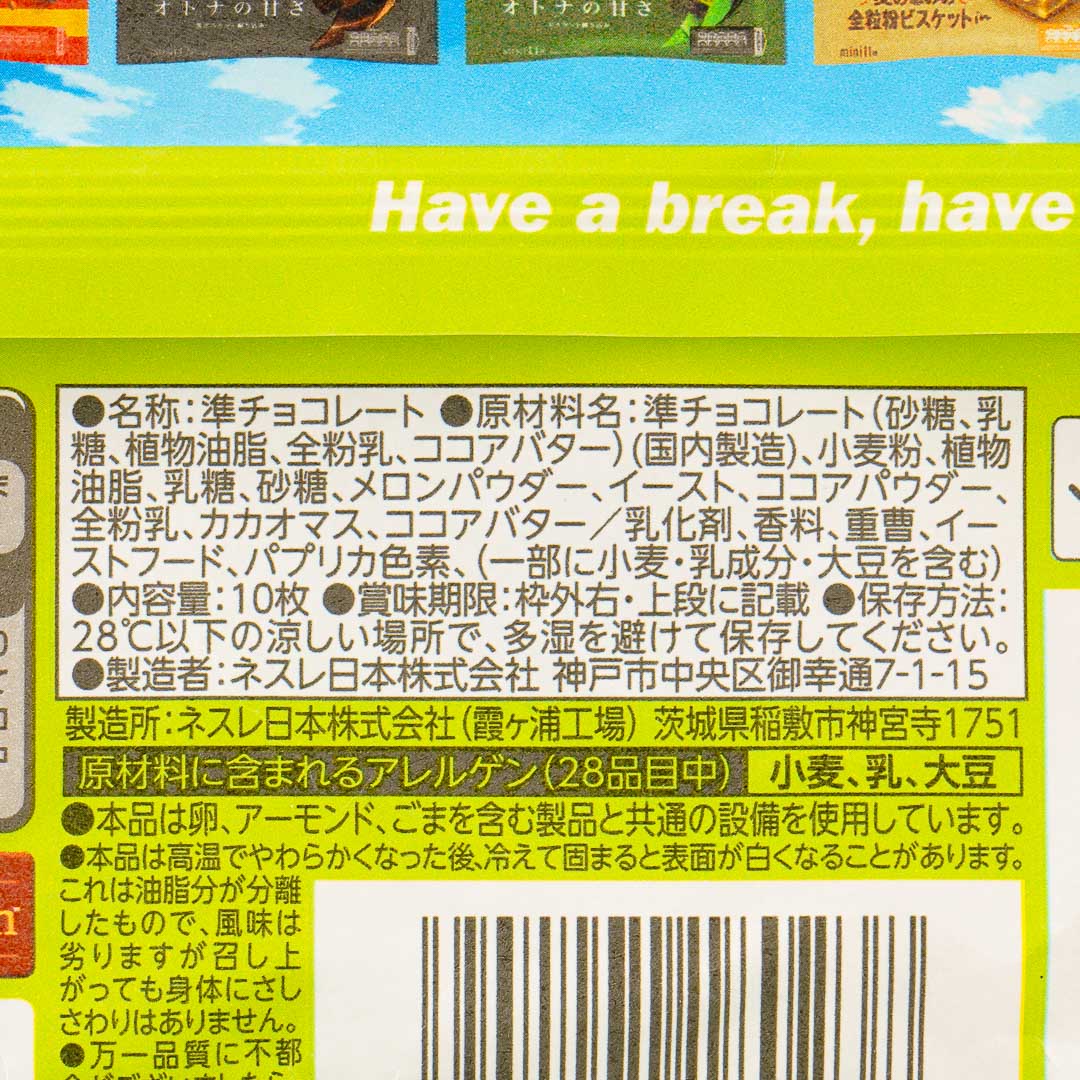 オトナの甘さ
オトナの甘さ
全粒粉ビスケットin
Have a break, have
●名称：準チョコレート ●原材料名：準チョコレート（砂糖、乳
糖、植物油脂、全粉乳、ココアバター）（国内製造）、小麦粉、植物
油脂、乳糖、砂糖、メロンパウダー、イースト、ココアパウダー、
全粉乳、カカオマス、ココアバター／乳化剤、香料、重曹、イー
ストフード、パプリカ色素、（一部に小麦・乳成分・大豆を含む）
●内容量：10枚 ●賞味期限：枠外右・上段に記載 ●保存方法：
28℃以下の涼しい場所で、多湿を避けて保存してください。
●製造者：ネスレ日本株式会社 神戸市中央区御幸通7-1-15
製造所：ネスレ日本株式会社（霞ヶ浦工場） 茨城県稲敷市神宮寺1751
原材料に含まれるアレルゲン（28品目中） 小麦、乳、大豆
●本品は卵、アーモンド、ごまを含む製品と共通の設備を使用しています。
●本品は高温でやわらかくなった後、冷えて固まると表面が白くなることがあります。
これは油脂分が分離
したもので、風味は
劣りますが召し上
がっても身体にさし
さわりはありません。
●万一品質に不都